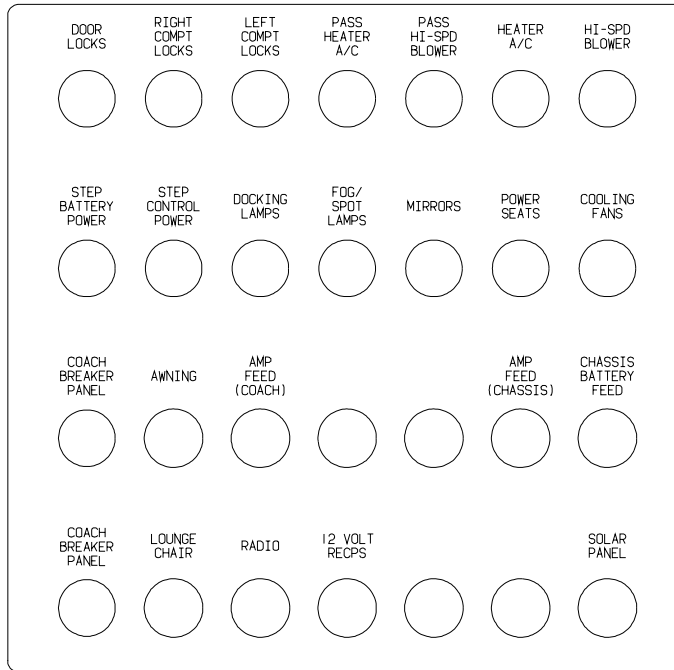 DOOR
LOCKS
RIGHT
COMPT
LOCKS
LEFT
COMPT
LOCKS
PASS
HEATER
A/C
PASS
HI-SPD
BLOWER
HEATER
A/C
HI-SPD
BLOWER
STEP
BATTERY
POWER
STEP
CONTROL
POWER
DOCKING
LAMPS
FOG/
SPOT
LAMPS
MIRRORS
POWER
SEATS
COOLING
FANS
COACH
BREAKER
PANEL
AWNING
AMP
FEED
(COACH)
AMP
FEED
(CHASSIS)
CHASSIS
BATTERY
FEED
COACH
BREAKER
PANEL
LOUNGE
CHAIR
RADIO
12 VOLT
RECPS
SOLAR
PANEL